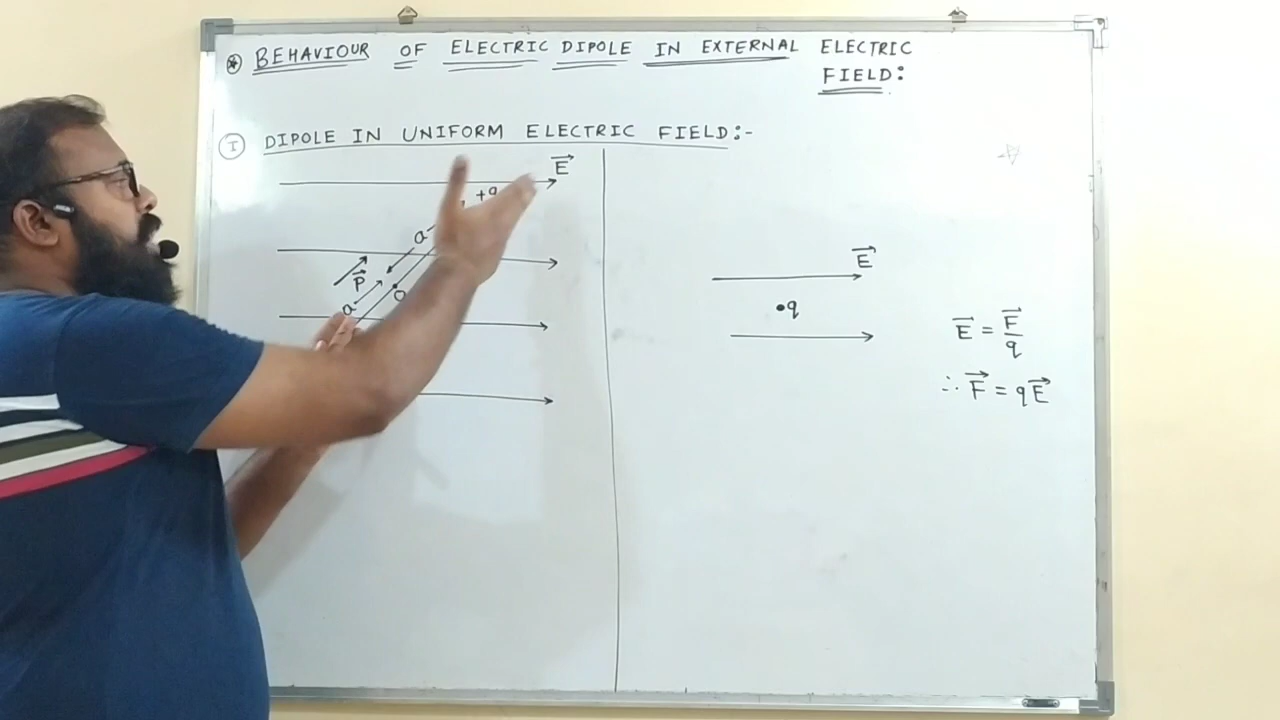 * BEHAVIOUR OF ELECTRIC DIPOLE IN EXTERNAL ELECTRIC
FIELD:
I DIPOLE IN UNIFORM ELECTRIC FIELD:-
E⃗
+q
a
P⃗
O
a
E⃗
•q
E⃗ = F⃗/q
∴ F⃗ = qE⃗